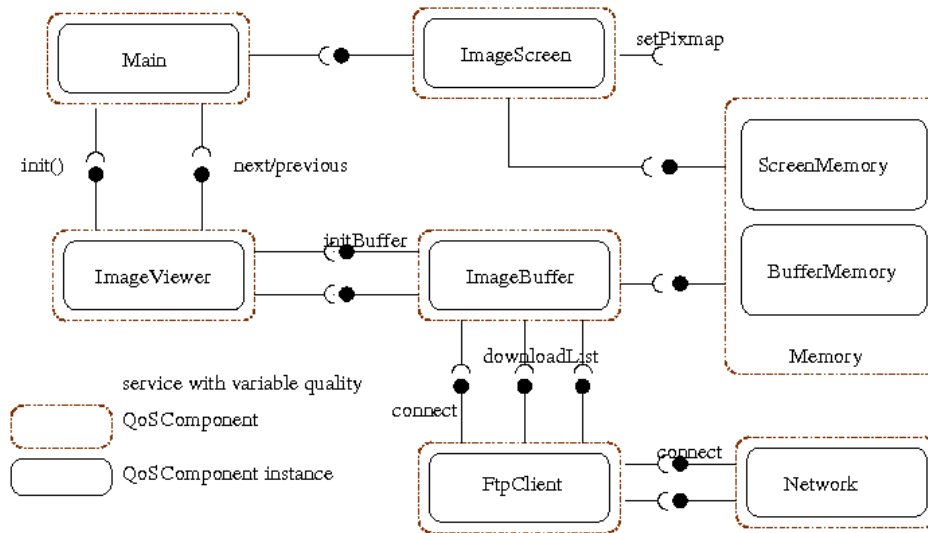 Main
ImageScreen
setPixmap
init()
next/previous
ScreenMemory
initBuffer
ImageViewer
ImageBuffer
BufferMemory
downloadList
Memory
service with variable quality
connect
QoSComponent
connect
QoSComponent instance
FtpClient
Network